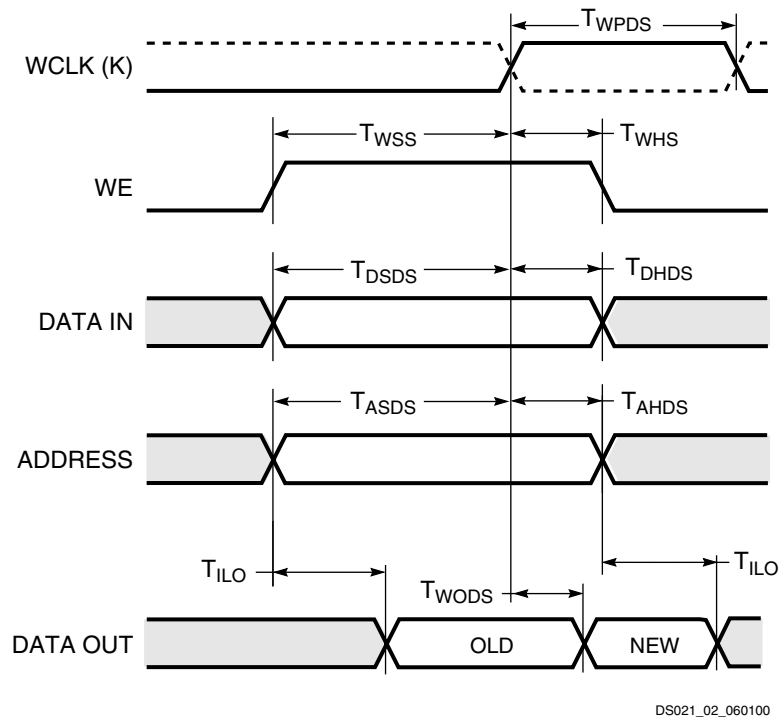 T_WPDS
WCLK (K)
T_WSS T_WHS
WE
T_DSDS T_DHDS
DATA IN
T_ASDS T_AHDS
ADDRESS
T_ILO T_WODS T_ILO
DATA OUT OLD NEW
DS021_02_060100